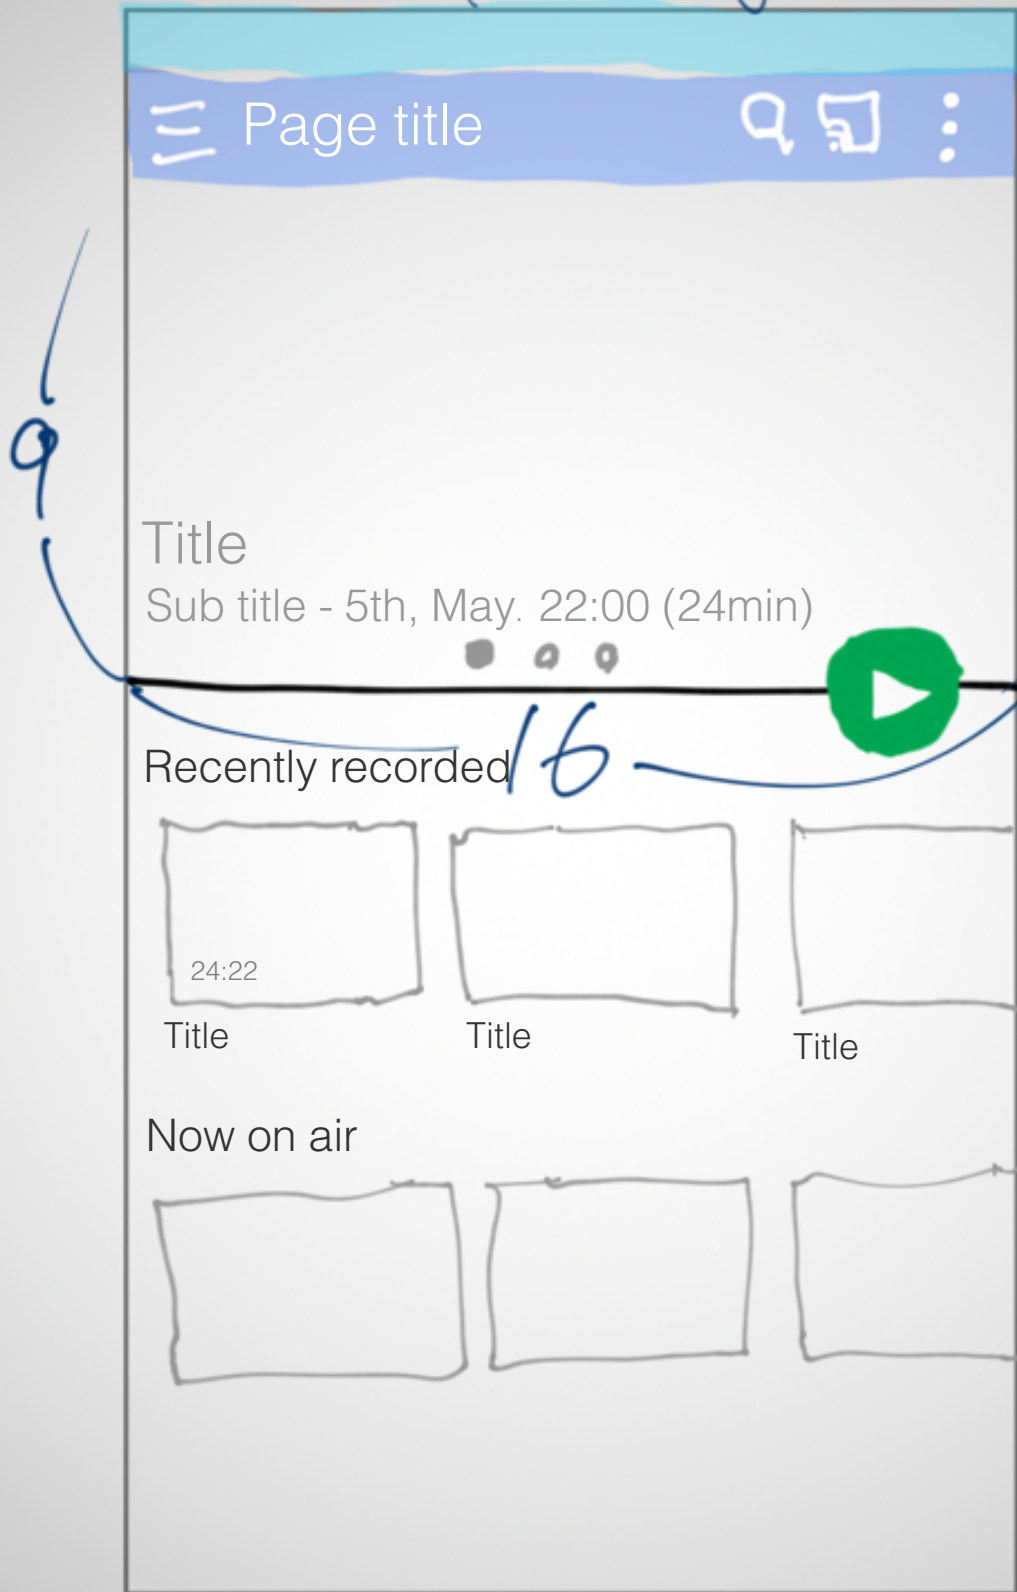 Page title
9
Title
Sub title - 5th, May. 22:00 (24min)
16
Recently recorded
24:22
Title Title Title
Now on air